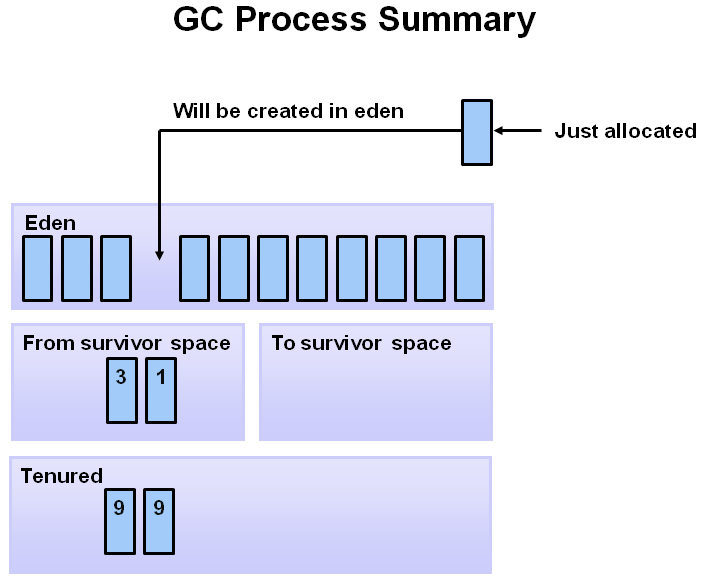 GC Process Summary
Will be created in eden
Just allocated
Eden
From survivor space
To survivor space
3 1
Tenured
9 9